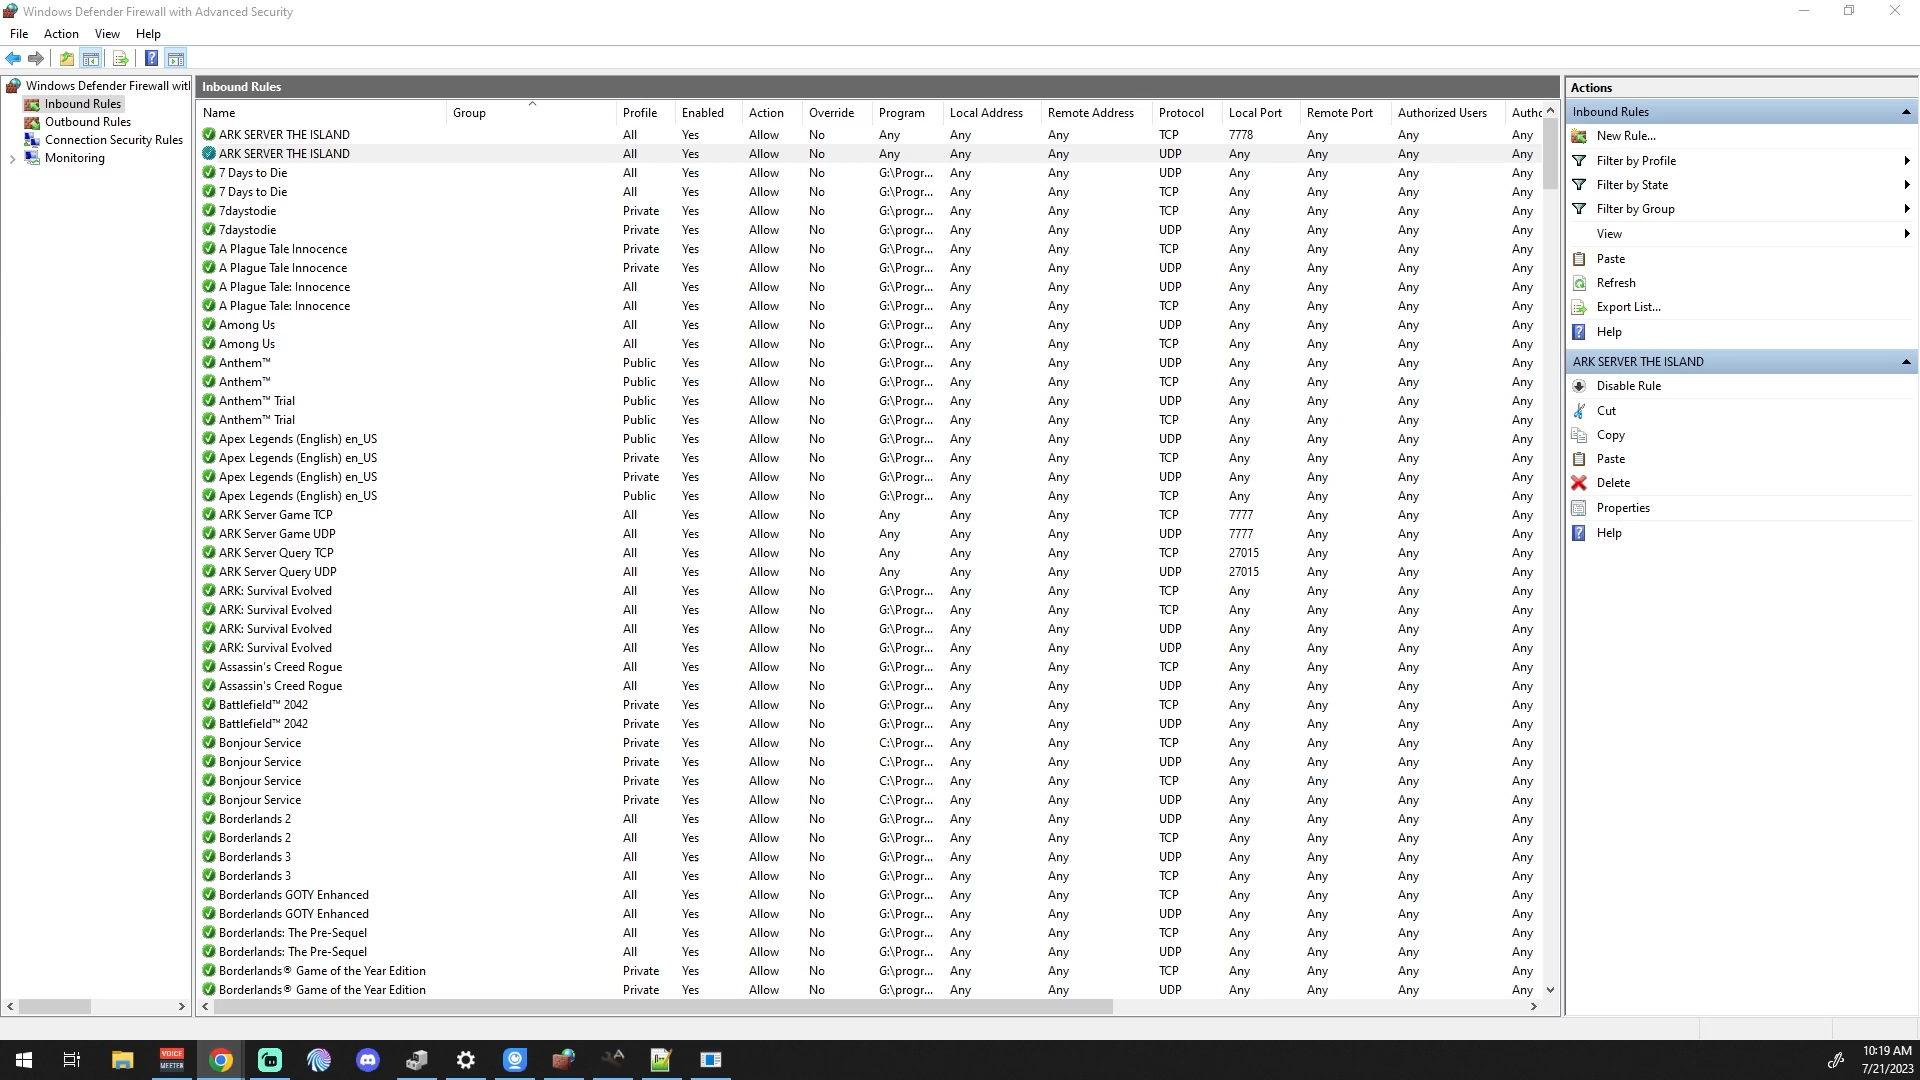 Windows Defender Firewall with Advanced Security
File Action View Help
Windows Defender Firewall witl
Inbound Rules
Outbound Rules
Connection Security Rules
Monitoring
Inbound Rules
Name Group Profile Enabled Action Override Program Local Address Remote Address Protocol Local Port Remote Port Authorized Users Autho
ARK SERVER THE ISLAND All Yes Allow No Any Any Any TCP 7778 Any Any Any
ARK SERVER THE ISLAND All Yes Allow No Any Any Any UDP Any Any Any Any
7 Days to Die All Yes Allow No G:\Progr... Any Any UDP Any Any Any Any
7 Days to Die All Yes Allow No G:\Progr... Any Any TCP Any Any Any Any
7daystodie Private Yes Allow No G:\progr... Any Any TCP Any Any Any Any
7daystodie Private Yes Allow No G:\progr... Any Any UDP Any Any Any Any
A Plague Tale Innocence Private Yes Allow No G:\Progr... Any Any TCP Any Any Any Any
A Plague Tale Innocence Private Yes Allow No G:\Progr... Any Any UDP Any Any Any Any
A Plague Tale: Innocence All Yes Allow No G:\Progr... Any Any UDP Any Any Any Any
A Plague Tale: Innocence All Yes Allow No G:\Progr... Any Any TCP Any Any Any Any
Among Us All Yes Allow No G:\Progr... Any Any UDP Any Any Any Any
Among Us All Yes Allow No G:\Progr... Any Any TCP Any Any Any Any
Anthem™ Public Yes Allow No G:\Progr... Any Any UDP Any Any Any Any
Anthem™ Public Yes Allow No G:\Progr... Any Any TCP Any Any Any Any
Anthem™ Trial Public Yes Allow No G:\Progr... Any Any UDP Any Any Any Any
Anthem™ Trial Public Yes Allow No G:\Progr... Any Any TCP Any Any Any Any
Apex Legends (English) en_US Public Yes Allow No G:\Progr... Any Any UDP Any Any Any Any
Apex Legends (English) en_US Private Yes Allow No G:\Progr... Any Any TCP Any Any Any Any
Apex Legends (English) en_US Private Yes Allow No G:\Progr... Any Any UDP Any Any Any Any
Apex Legends (English) en_US Public Yes Allow No G:\Progr... Any Any TCP Any Any Any Any
ARK Server Game TCP All Yes Allow No Any Any Any TCP 7777 Any Any Any
ARK Server Game UDP All Yes Allow No Any Any Any UDP 7777 Any Any Any
ARK Server Query TCP All Yes Allow No Any Any Any TCP 27015 Any Any Any
ARK Server Query UDP All Yes Allow No Any Any Any UDP 27015 Any Any Any
ARK: Survival Evolved All Yes Allow No G:\Progr... Any Any TCP Any Any Any Any
ARK: Survival Evolved All Yes Allow No G:\Progr... Any Any TCP Any Any Any Any
ARK: Survival Evolved All Yes Allow No G:\Progr... Any Any UDP Any Any Any Any
ARK: Survival Evolved All Yes Allow No G:\Progr... Any Any UDP Any Any Any Any
Assassin's Creed Rogue All Yes Allow No G:\Progr... Any Any TCP Any Any Any Any
Assassin's Creed Rogue All Yes Allow No G:\Progr... Any Any UDP Any Any Any Any
Battlefield™ 2042 Private Yes Allow No G:\Progr... Any Any TCP Any Any Any Any
Battlefield™ 2042 Private Yes Allow No G:\Progr... Any Any UDP Any Any Any Any
Bonjour Service Private Yes Allow No C:\Progr... Any Any TCP Any Any Any Any
Bonjour Service Private Yes Allow No C:\Progr... Any Any UDP Any Any Any Any
Bonjour Service Private Yes Allow No C:\Progr... Any Any TCP Any Any Any Any
Bonjour Service Private Yes Allow No C:\Progr... Any Any UDP Any Any Any Any
Borderlands 2 All Yes Allow No G:\Progr... Any Any UDP Any Any Any Any
Borderlands 2 All Yes Allow No G:\Progr... Any Any TCP Any Any Any Any
Borderlands 3 All Yes Allow No G:\Progr... Any Any UDP Any Any Any Any
Borderlands 3 All Yes Allow No G:\Progr... Any Any TCP Any Any Any Any
Borderlands GOTY Enhanced All Yes Allow No G:\Progr... Any Any TCP Any Any Any Any
Borderlands GOTY Enhanced All Yes Allow No G:\Progr... Any Any UDP Any Any Any Any
Borderlands: The Pre-Sequel All Yes Allow No G:\Progr... Any Any TCP Any Any Any Any
Borderlands: The Pre-Sequel All Yes Allow No G:\Progr... Any Any UDP Any Any Any Any
Borderlands® Game of the Year Edition Private Yes Allow No G:\progr... Any Any TCP Any Any Any Any
Borderlands® Game of the Year Edition Private Yes Allow No G:\progr... Any Any UDP Any Any Any Any
Actions
Inbound Rules
New Rule...
Filter by Profile
Filter by State
Filter by Group
View
Paste
Refresh
Export List...
Help
ARK SERVER THE ISLAND
Disable Rule
Cut
Copy
Paste
Delete
Properties
Help
VOICE
MEETER
10:19 AM
7/21/2023